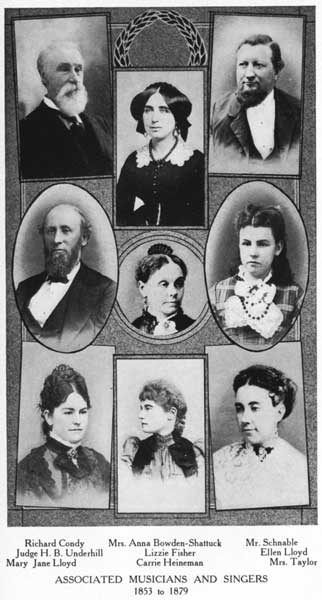 Richard Condy Mrs. Anna Bowden-Shattuck Mr. Schnable
Judge H. B. Underhill Lizzie Fisher Ellen Lloyd
Mary Jane Lloyd Carrie Heineman Mrs. Taylor
ASSOCIATED MUSICIANS AND SINGERS
1853 to 1879